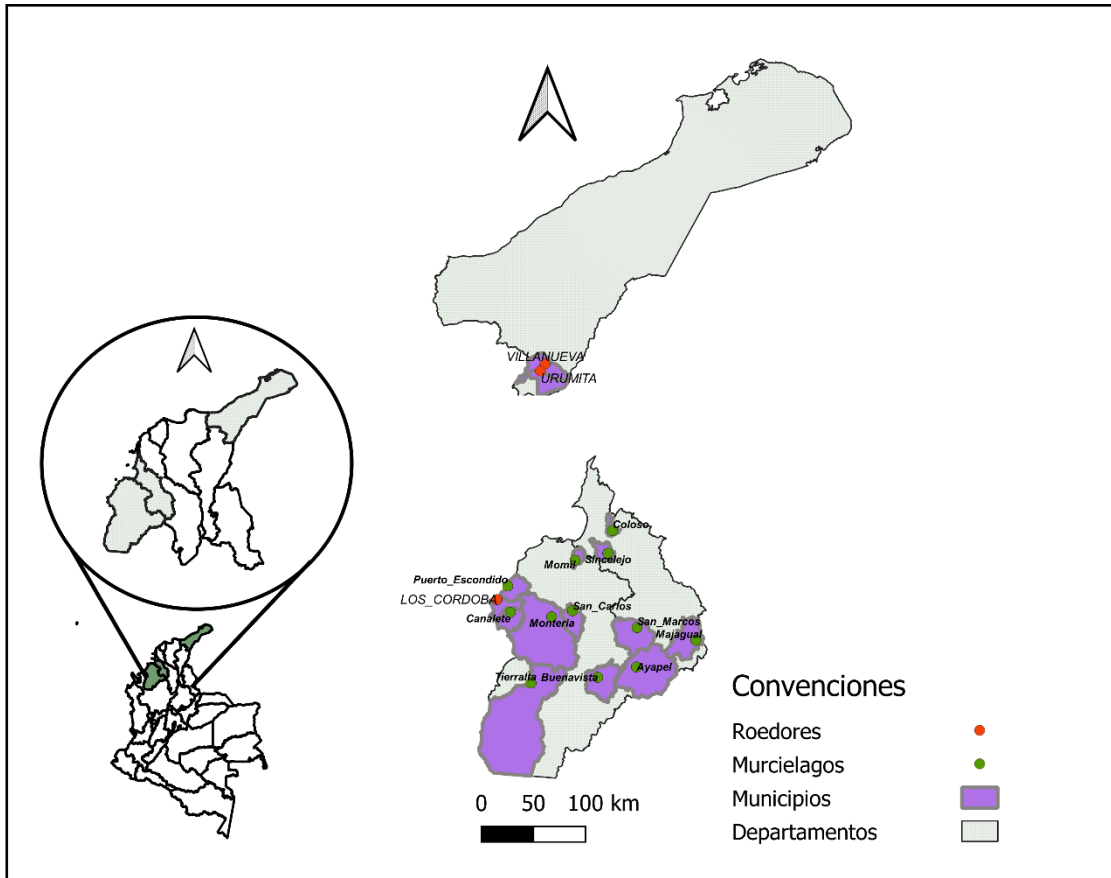 VILLANUEVA
URUMITA
Coloso
Sincelejo
Momil
Puerto_Escondido
LOS_CORDOBA
San_Carlos
Canalete
Monteria
San_Marcos
Majagual
Ayapel
Tierralta
Buenavista
Convenciones
Roedores
Murcielagos
Municipios
Departamentos
0 50 100 km